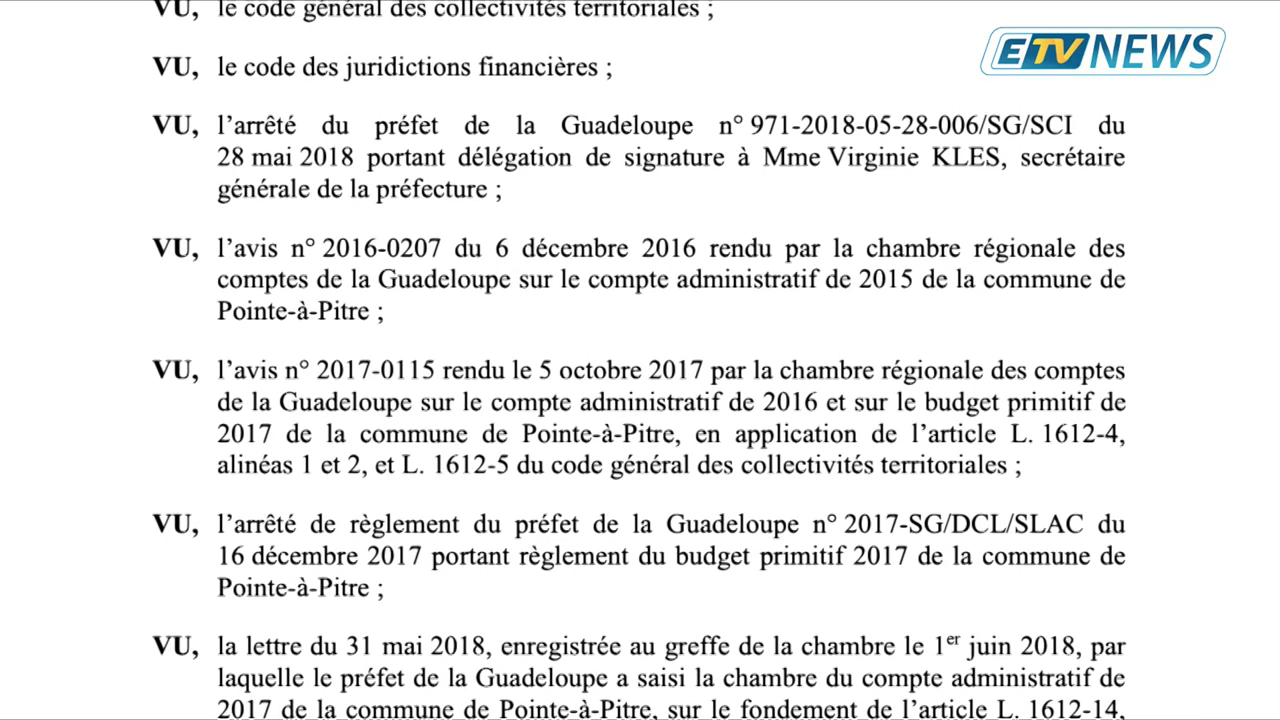 VU, le code général des collectivités territoriales ;
ETV NEWS
VU, le code des juridictions financières ;
VU, l’arrêté du préfet de la Guadeloupe n° 971-2018-05-28-006/SG/SCI du
28 mai 2018 portant délégation de signature à Mme Virginie KLES, secrétaire
générale de la préfecture ;
VU, l’avis n° 2016-0207 du 6 décembre 2016 rendu par la chambre régionale des
comptes de la Guadeloupe sur le compte administratif de 2015 de la commune de
Pointe-à-Pitre ;
VU, l’avis n° 2017-0115 rendu le 5 octobre 2017 par la chambre régionale des comptes
de la Guadeloupe sur le compte administratif de 2016 et sur le budget primitif de
2017 de la commune de Pointe-à-Pitre, en application de l’article L. 1612-4,
alinéas 1 et 2, et L. 1612-5 du code général des collectivités territoriales ;
VU, l’arrêté de règlement du préfet de la Guadeloupe n° 2017-SG/DCL/SLAC du
16 décembre 2017 portant règlement du budget primitif 2017 de la commune de
Pointe-à-Pitre ;
VU, la lettre du 31 mai 2018, enregistrée au greffe de la chambre le 1er juin 2018, par
laquelle le préfet de la Guadeloupe a saisi la chambre du compte administratif de
2017 de la commune de Pointe-à-Pitre, sur le fondement de l’article L. 1612-14,